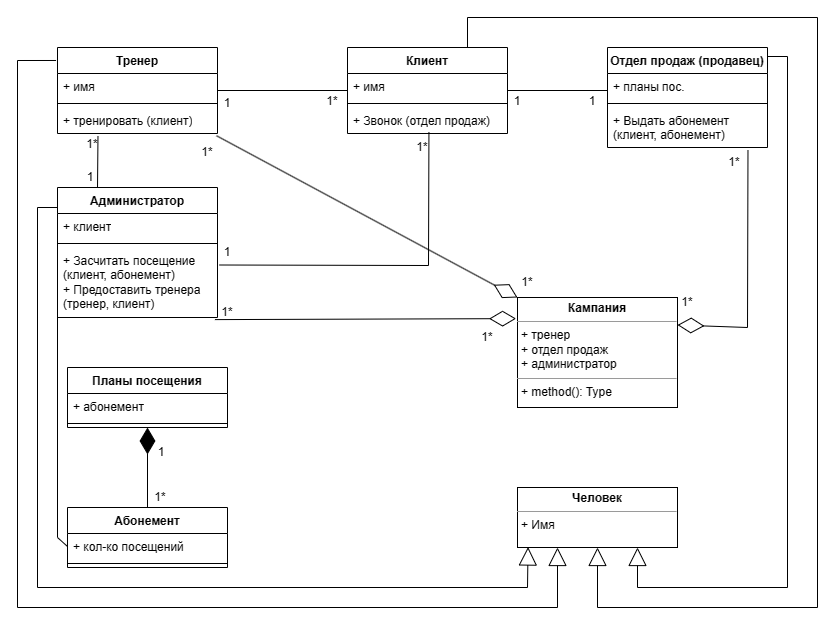 Тренер
+ имя
+ тренировать (клиент)
Клиент
+ имя
+ Звонок (отдел продаж)
Отдел продаж (продавец)
+ планы пос.
+ Выдать абонемент
(клиент, абонемент)
1
1*
1
1
1*
1*
1*
1*
1
Администратор
+ клиент
+ Засчитать посещение
(клиент, абонемент)
+ Предоставить тренера
(тренер, клиент)
1
1*
1*
1*
1*
Кампания
+ тренер
+ отдел продаж
+ администратор
+ method(): Type
Планы посещения
+ абонемент
1
1*
Абонемент
+ кол-ко посещений
Человек
+ Имя